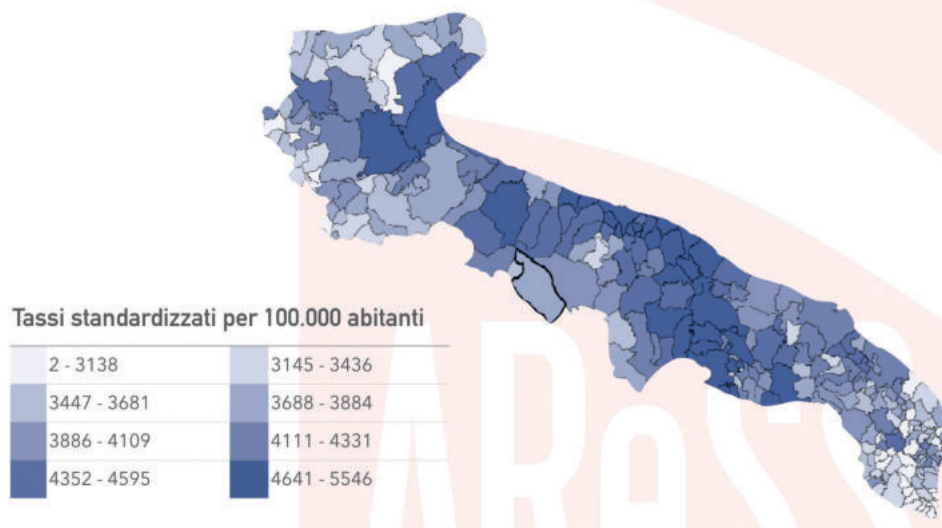 Tassi standardizzati per 100.000 abitanti
2 - 3138
3145 - 3436
3447 - 3681
3688 - 3884
3886 - 4109
4111 - 4331
4352 - 4595
4641 - 5546
AReSS